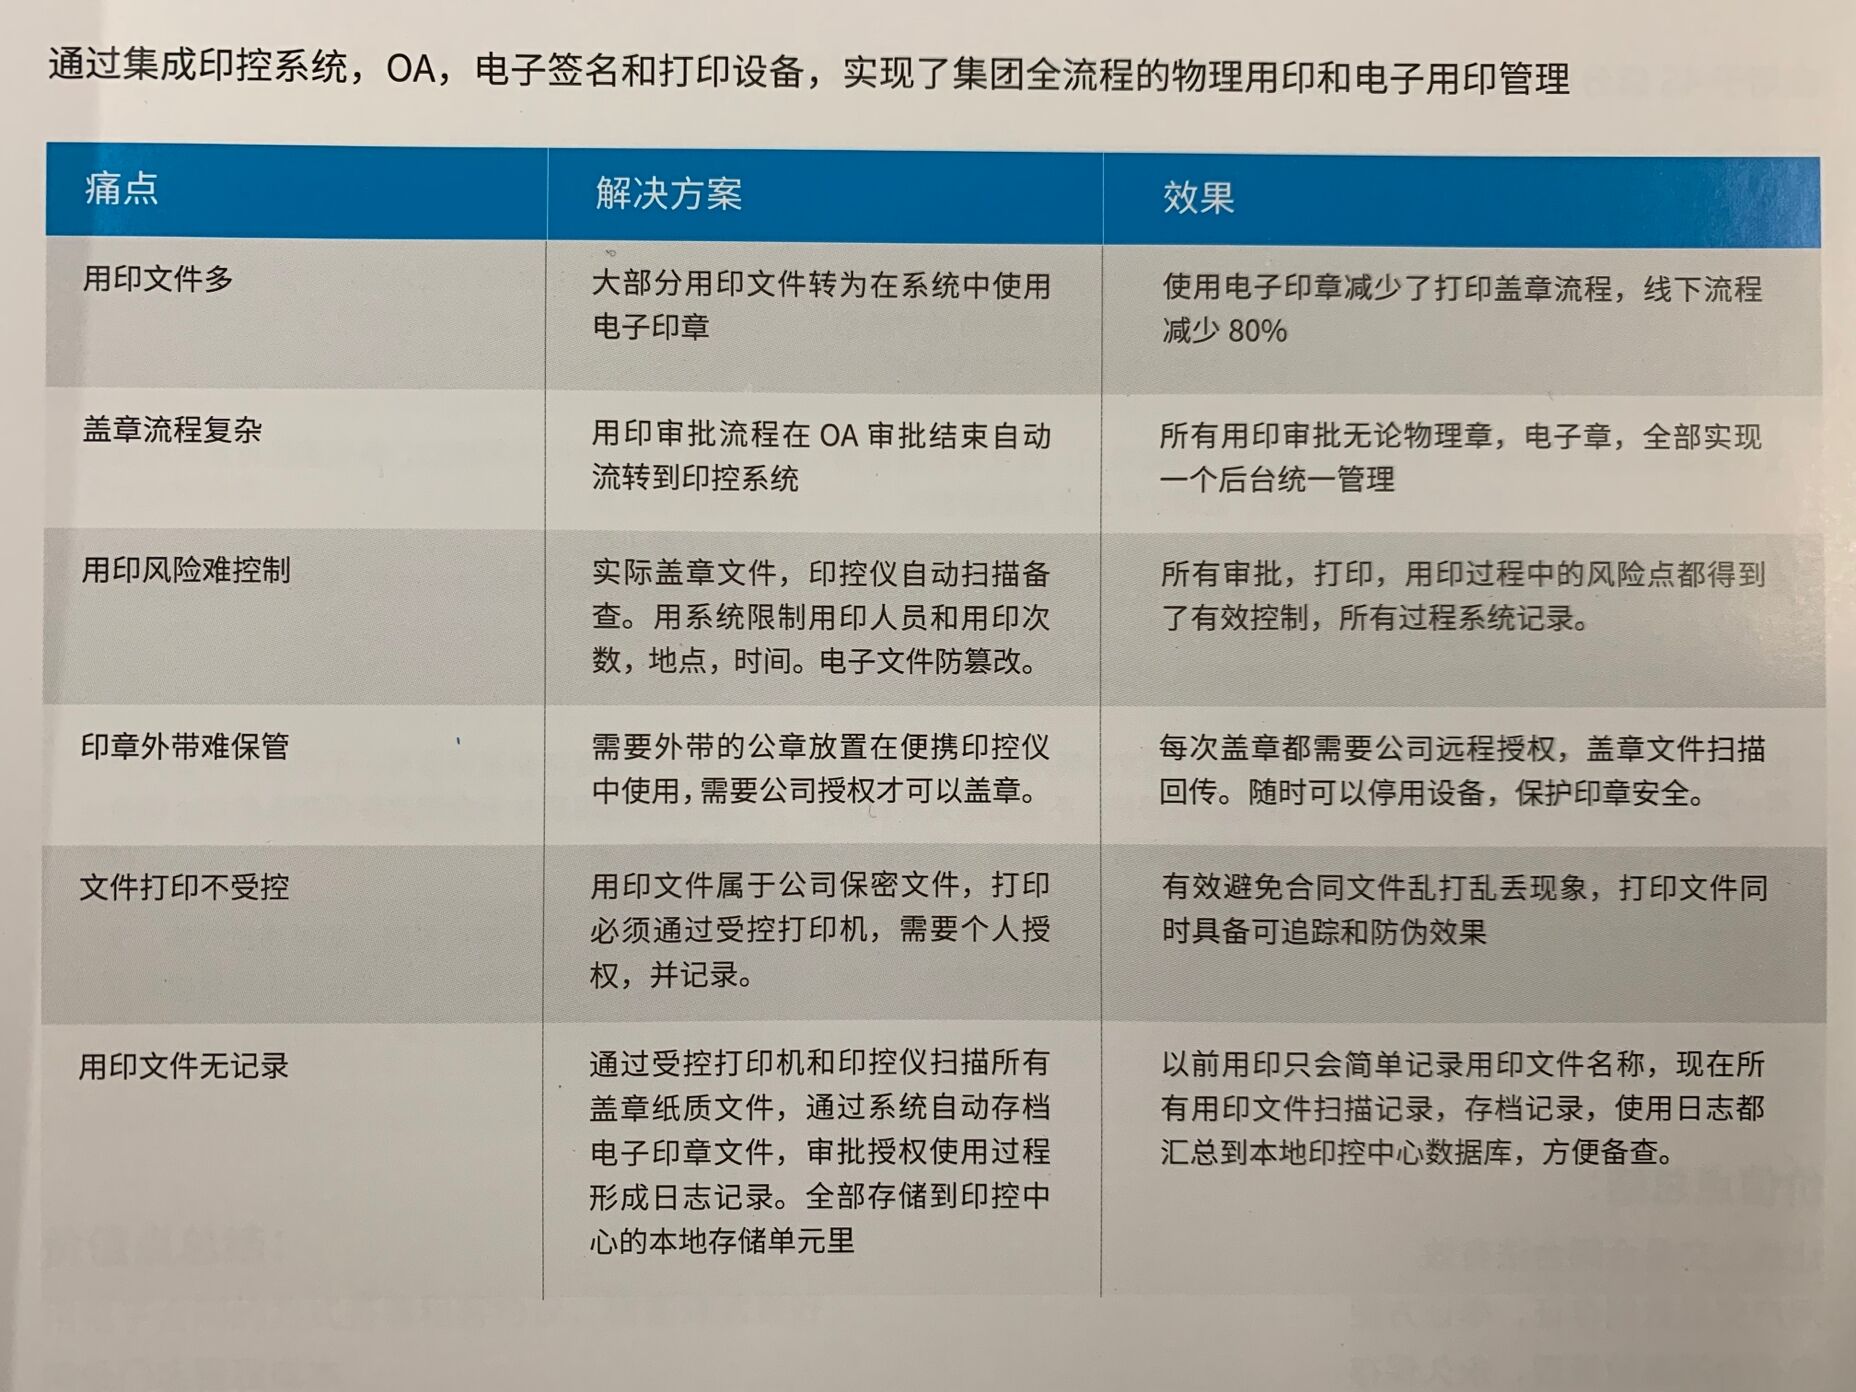 通过集成印控系统，OA，电子签名和打印设备，实现了集团全流程的物理用印和电子用印管理
痛点
解决方案
效果
用印文件多
大部分用印文件转为在系统中使用
电子印章
使用电子印章减少了打印盖章流程，线下流程
减少 80%
盖章流程复杂
用印审批流程在 OA 审批结束自动
流转到印控系统
所有用印审批无论物理章，电子章，全部实现
一个后台统一管理
用印风险难控制
实际盖章文件，印控仪自动扫描备
查。用系统限制用印人员和用印次
数，地点，时间。电子文件防篡改。
所有审批，打印，用印过程中的风险点都得到
了有效控制，所有过程系统记录。
印章外带难保管
需要外带的公章放置在便携印控仪
中使用，需要公司授权才可以盖章。
每次盖章都需要公司远程授权，盖章文件扫描
回传。随时可以停用设备，保护印章安全。
文件打印不受控
用印文件属于公司保密文件，打印
必须通过受控打印机，需要个人授
权，并记录。
有效避免合同文件乱打乱丢现象，打印文件同
时具备可追踪和防伪效果
用印文件无记录
通过受控打印机和印控仪扫描所有
盖章纸质文件，通过系统自动存档
电子印章文件，审批授权使用过程
形成日志记录。全部存储到印控中
心的本地存储单元里
以前用印只会简单记录用印文件名称，现在所
有用印文件扫描记录，存档记录，使用日志都
汇总到本地印控中心数据库，方便备查。